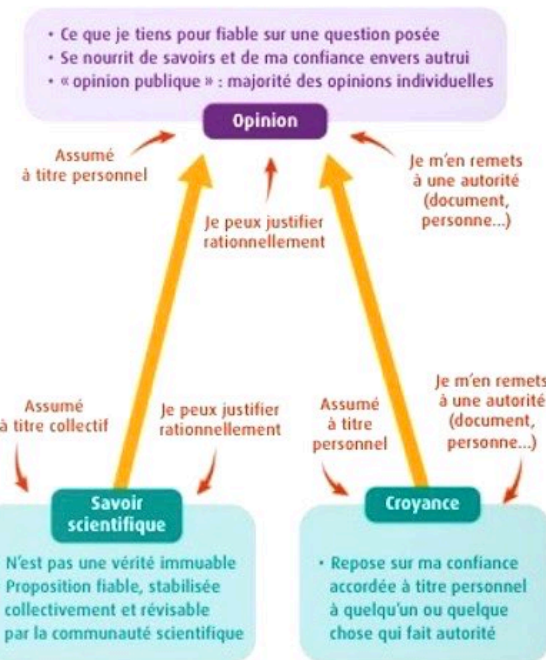 • Ce que je tiens pour fiable sur une question posée
• Se nourrit de savoirs et de ma confiance envers autrui
• « opinion publique » : majorité des opinions individuelles
Opinion
Assumé
à titre personnel
Je peux justifier
rationnellement
Je m'en remets
à une autorité
(document,
personne...)
Assumé
à titre collectif
Je peux justifier
rationnellement
Assumé
à titre
personnel
Je m'en remets
à une autorité
(document,
personne...)
Savoir
scientifique
N'est pas une vérité immuable
Proposition fiable, stabilisée
collectivement et révisable
par la communauté scientifique
Croyance
• Repose sur ma confiance
accordée à titre personnel
à quelqu'un ou quelque
chose qui fait autorité